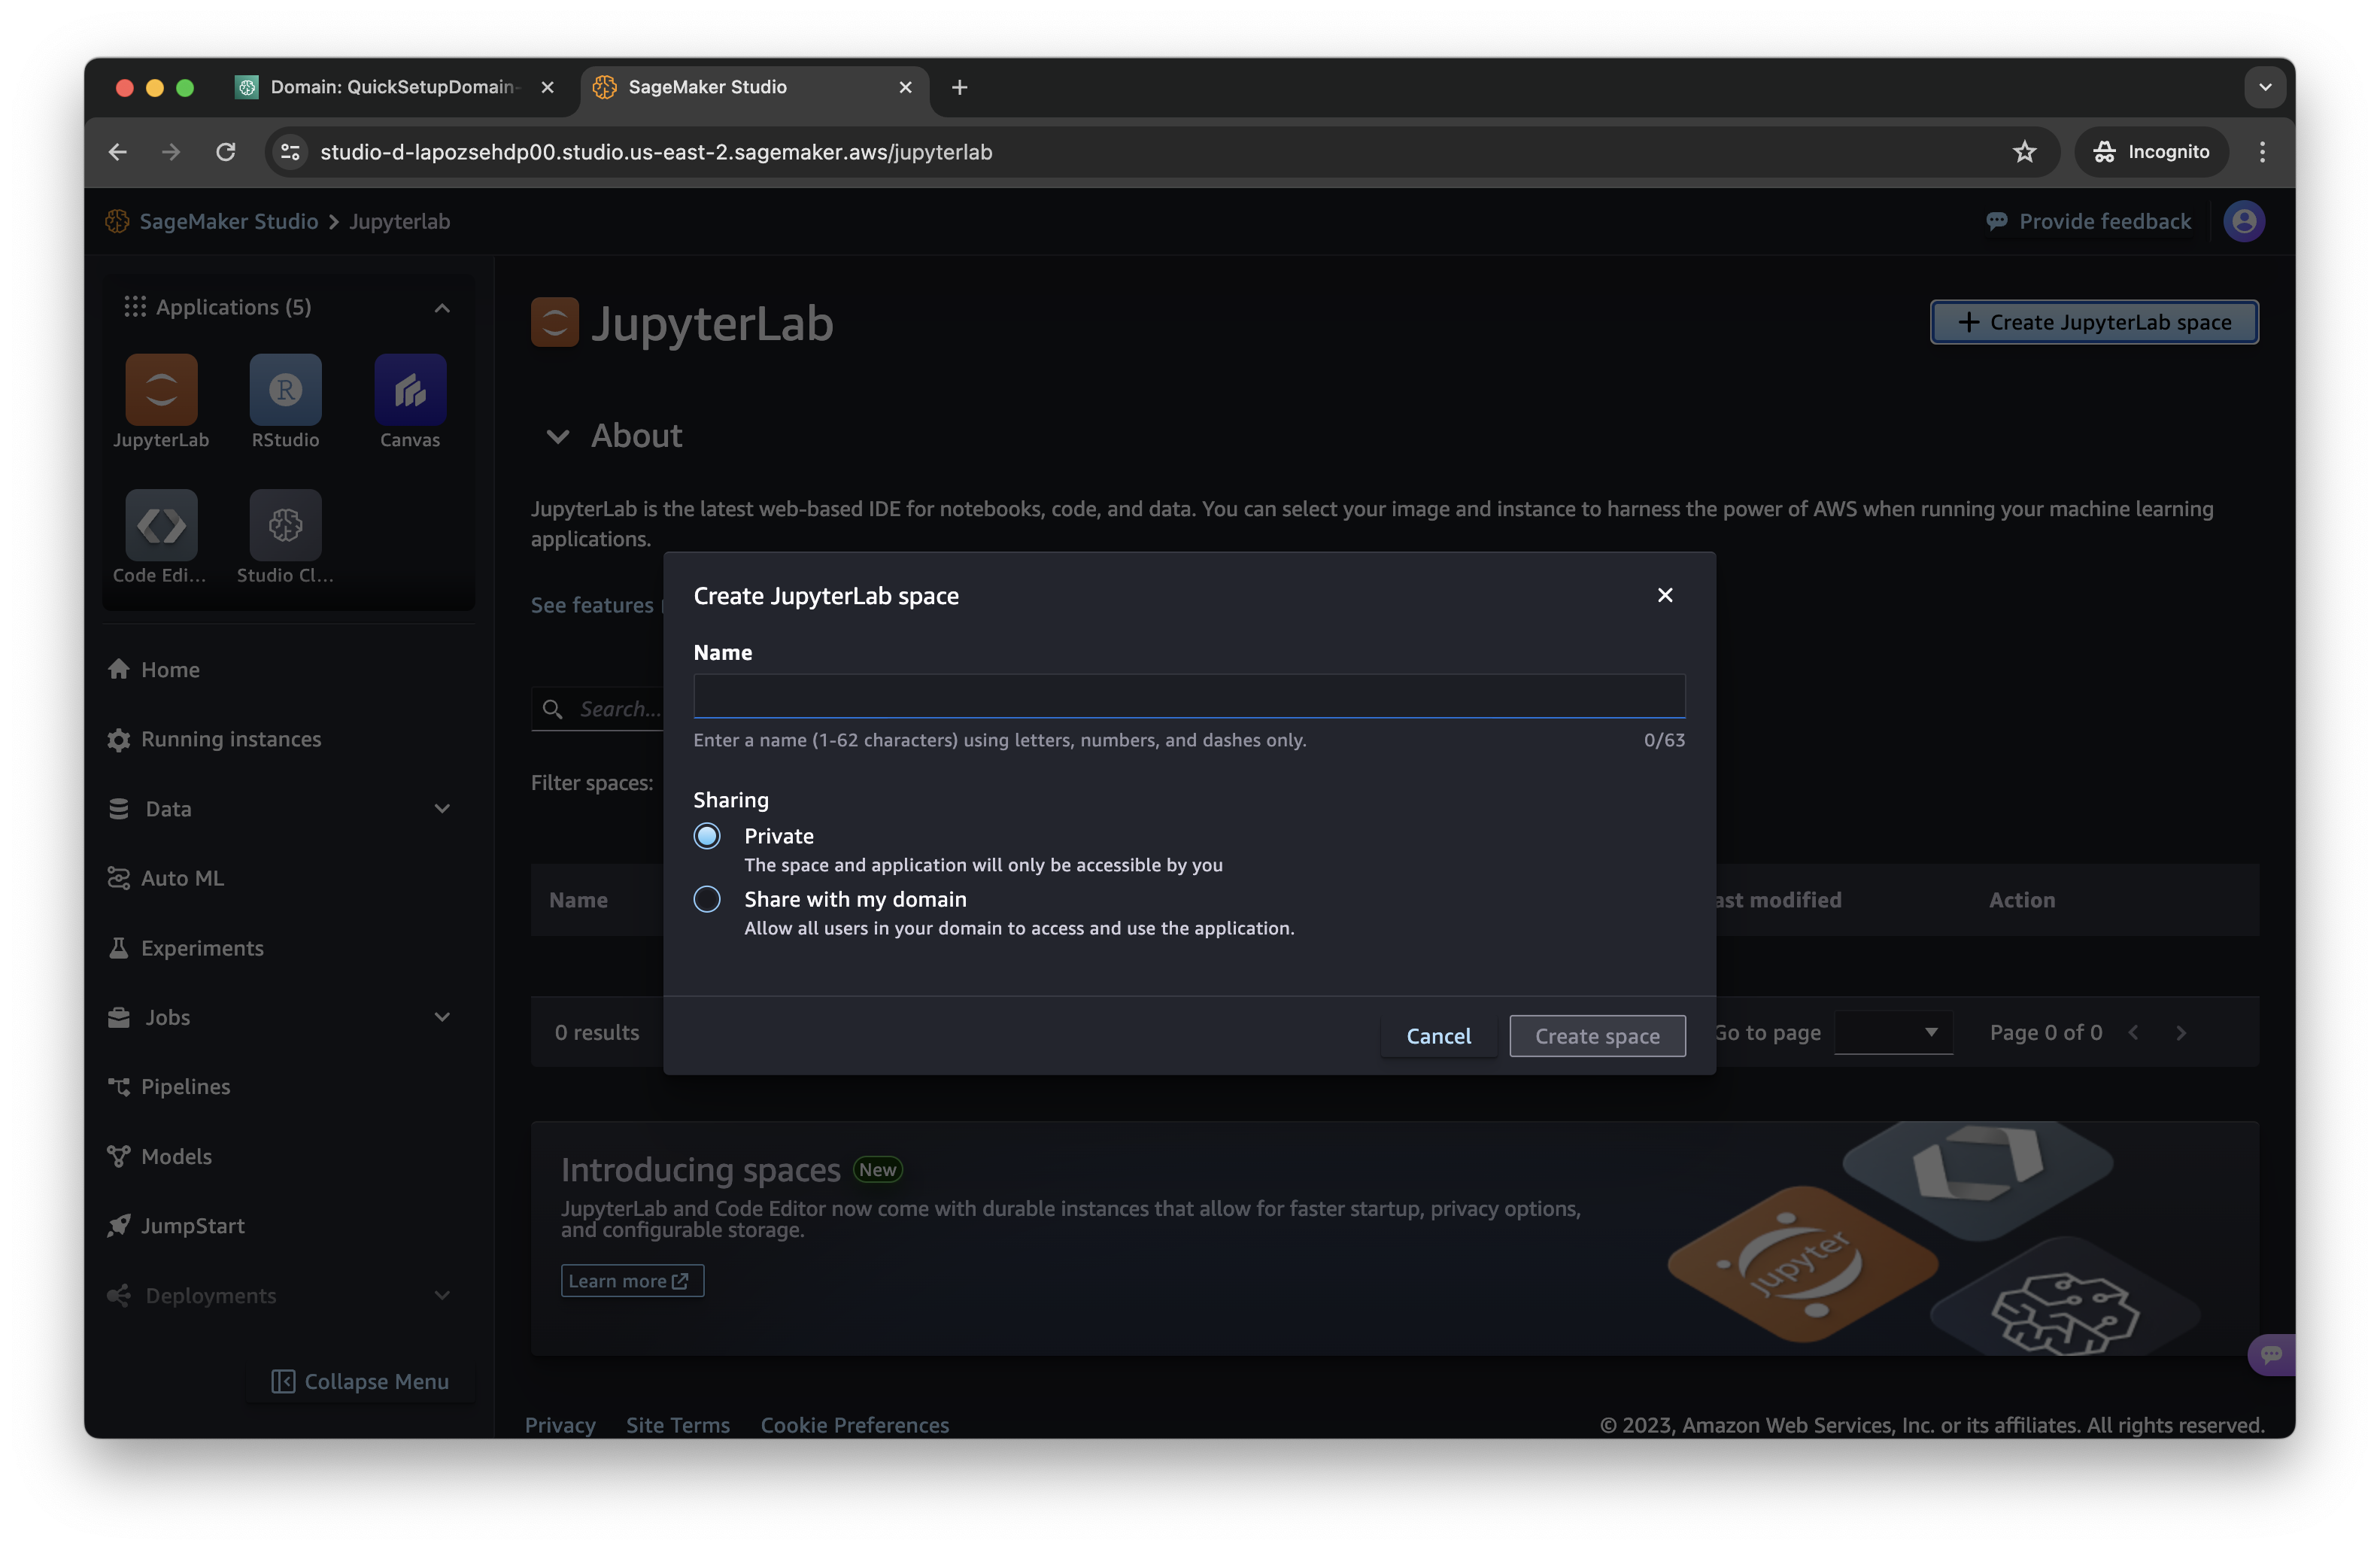 Domain: QuickSetupDomain-
SageMaker Studio
studio-d-lapozsehdp00.studio.us-east-2.sagemaker.aws/jupyterlab
Incognito
SageMaker Studio > Jupyterlab
Provide feedback
Applications (5)
JupyterLab
RStudio
Canvas
Code Edi...
Studio Cl...
Home
Running instances
Data
Auto ML
Experiments
Jobs
Pipelines
Models
JumpStart
Deployments
Collapse Menu
JupyterLab
+ Create JupyterLab space
About
JupyterLab is the latest web-based IDE for notebooks, code, and data. You can select your image and instance to harness the power of AWS when running your machine learning
applications.
See features
Search...
Filter spaces:
Name
ast modified
Action
0 results
Go to page
Page 0 of 0
Create JupyterLab space
Name
Enter a name (1-62 characters) using letters, numbers, and dashes only.
0/63
Sharing
Private
The space and application will only be accessible by you
Share with my domain
Allow all users in your domain to access and use the application.
Cancel
Create space
Introducing spaces New
JupyterLab and Code Editor now come with durable instances that allow for faster startup, privacy options,
and configurable storage.
Learn more
jupyter
Privacy
Site Terms
Cookie Preferences
© 2023, Amazon Web Services, Inc. or its affiliates. All rights reserved.